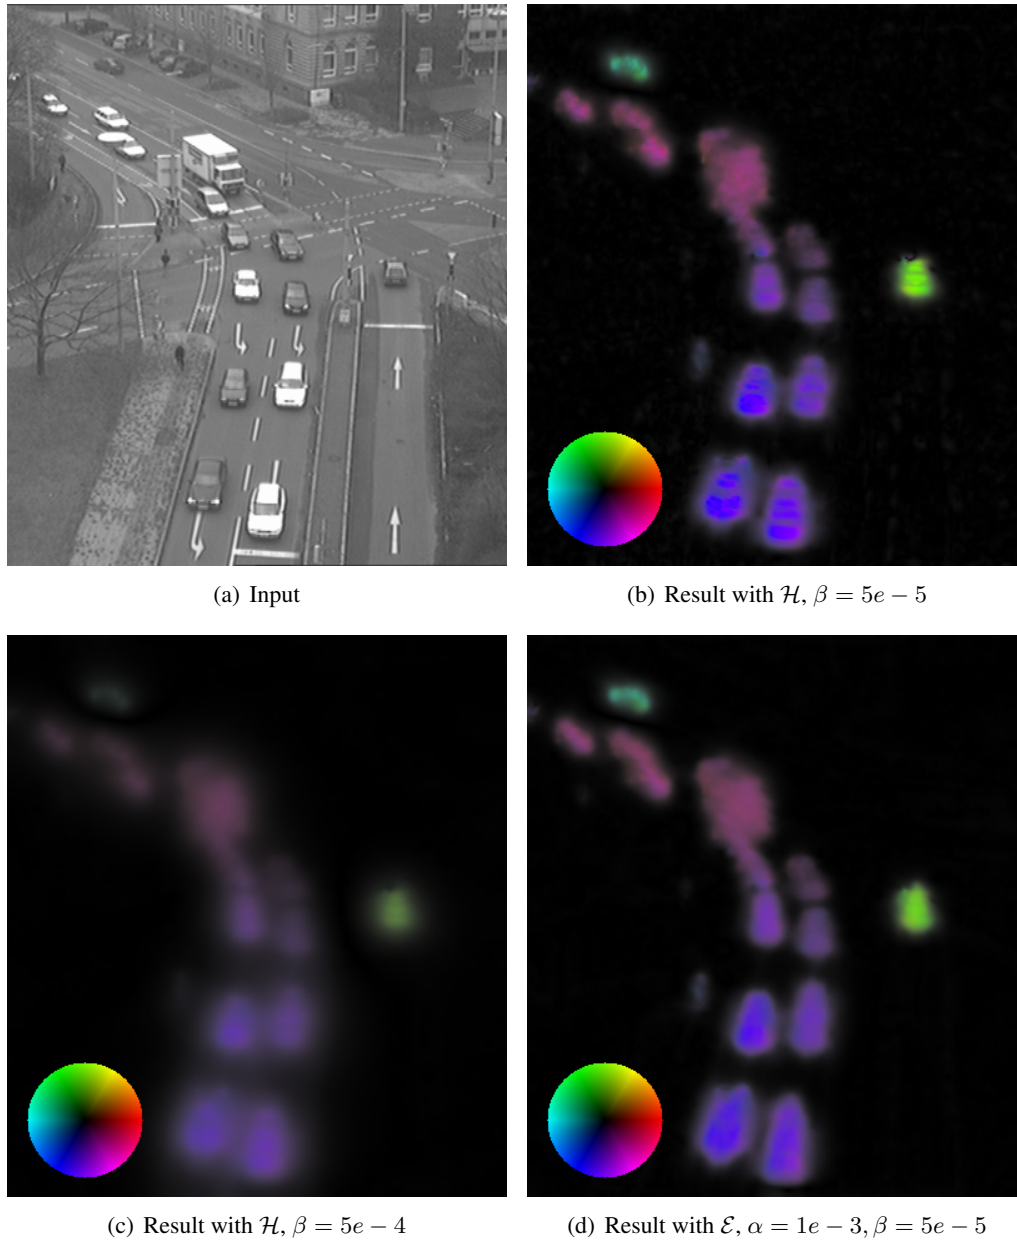 (a) Input
(b) Result with ℋ, β = 5e − 5
(c) Result with ℋ, β = 5e − 4
(d) Result with ℰ, α = 1e − 3, β = 5e − 5